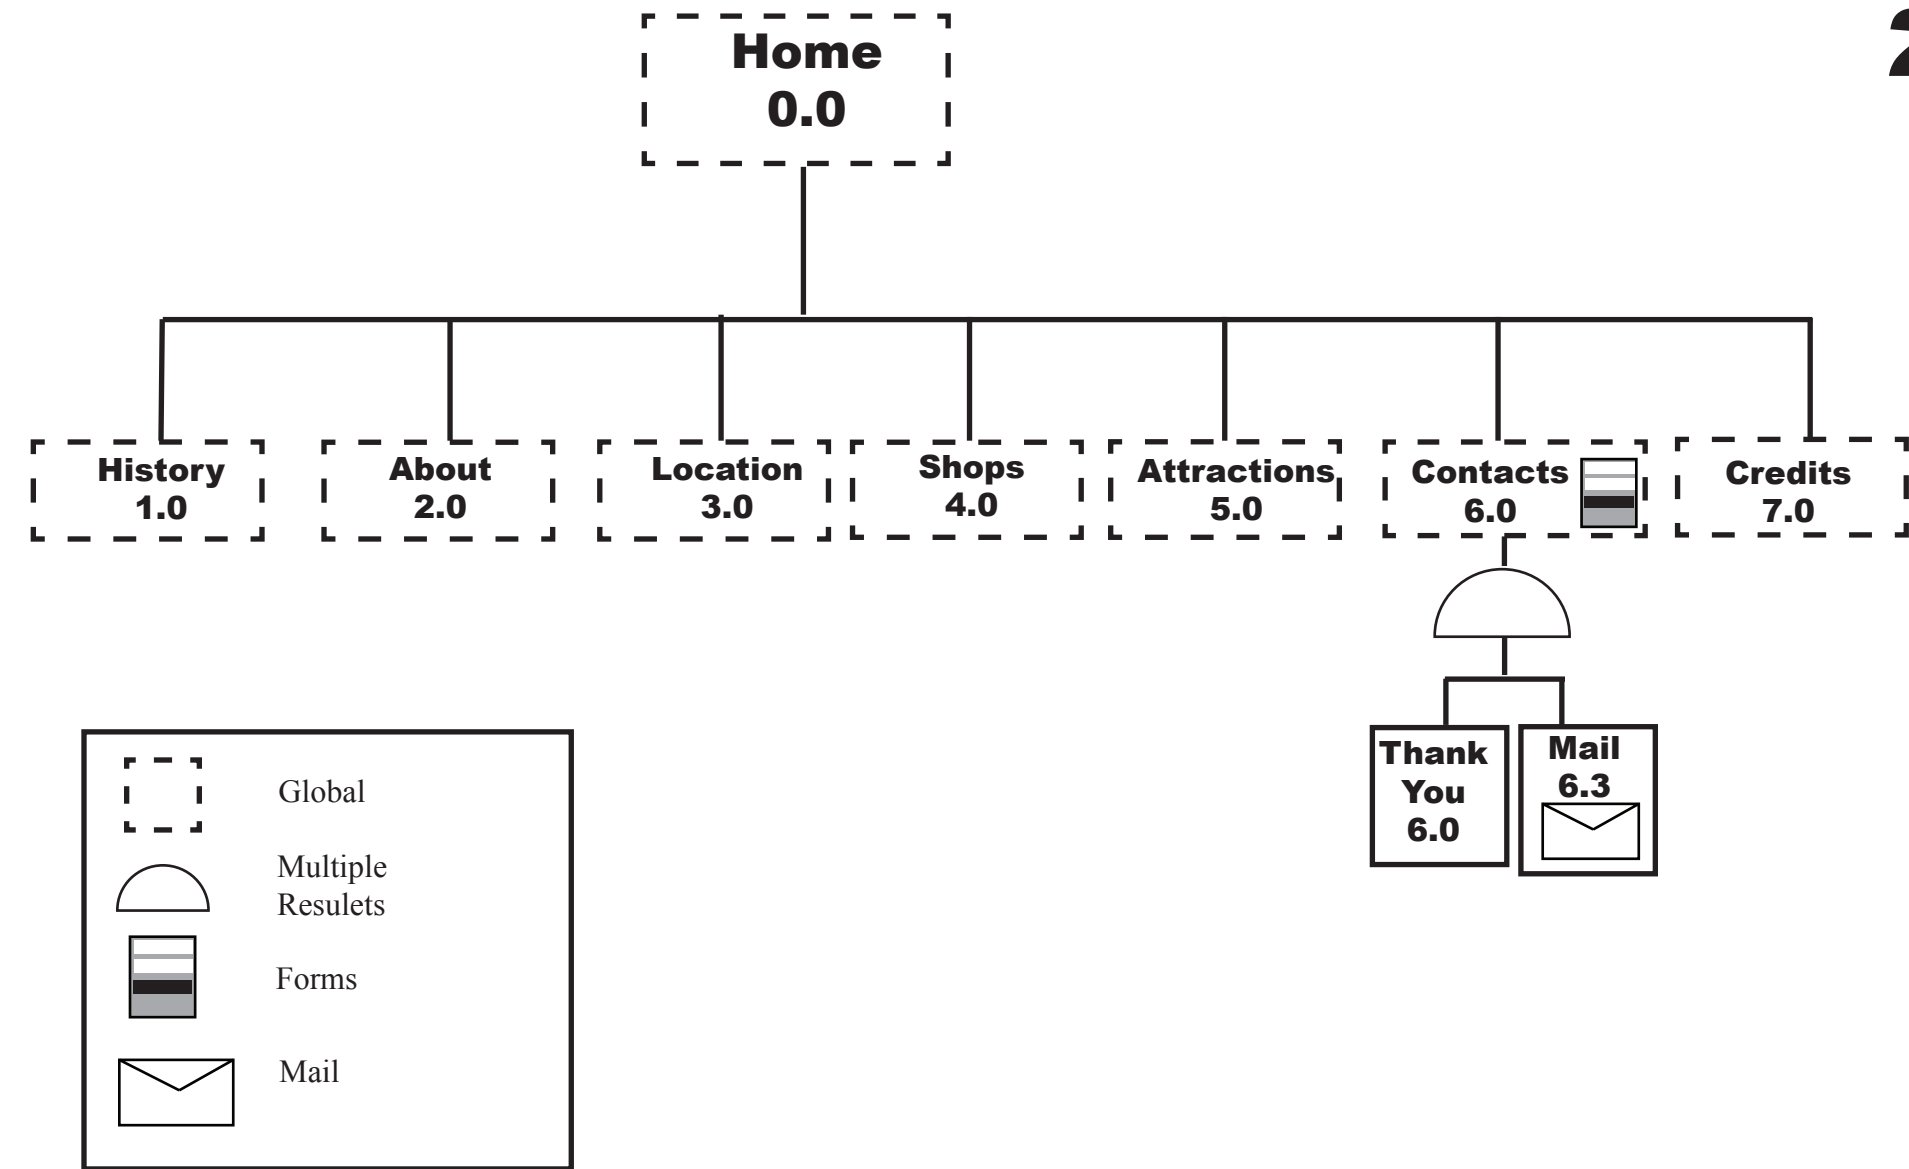 Home
0.0
History
1.0
About
2.0
Location
3.0
Shops
4.0
Attractions
5.0
Contacts
6.0
Credits
7.0
Thank
You
6.0
Mail
6.3
Global
Multiple
Resulets
Forms
Mail